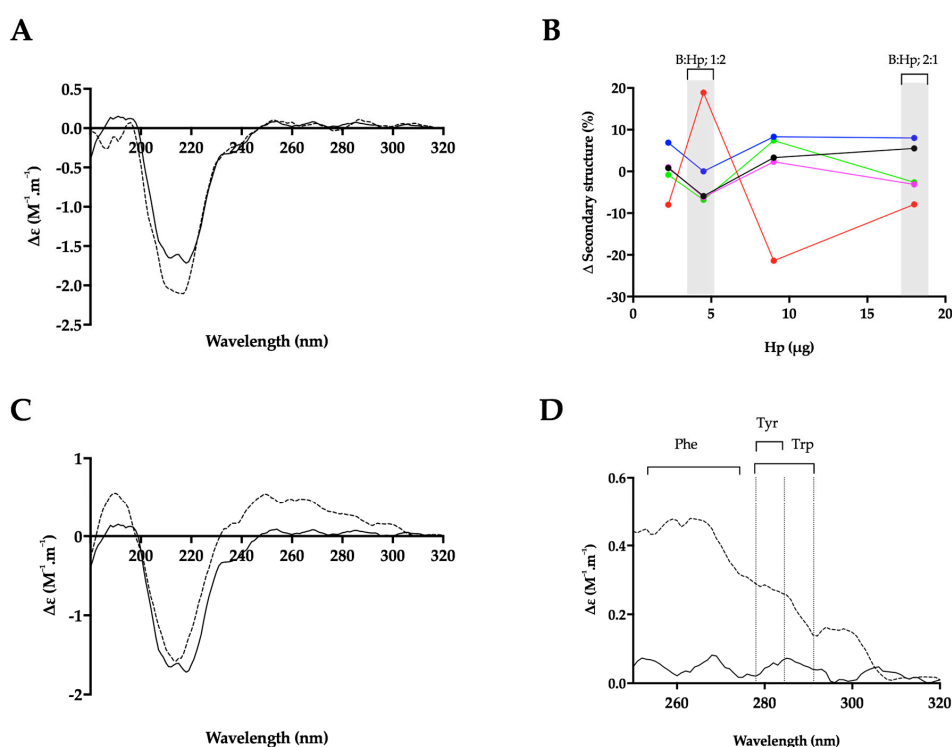 A
0.5
0.0
-0.5
-1.0
-1.5
-2.0
-2.5
200 220 240 260 280 300 320
Δε (M⁻¹.m⁻¹)
Wavelength (nm)
B
B:Hp; 1:2
B:Hp; 2:1
20
10
0
-10
-20
-30
0 5 10 15 20
Δ Secondary structure (%)
Hp (µg)
C
1
0
-1
-2
200 220 240 260 280 300 320
Δε (M⁻¹.m⁻¹)
Wavelength (nm)
D
Tyr
Phe
Trp
0.6
0.4
0.2
0.0
260 280 300 320
Δε (M⁻¹.m⁻¹)
Wavelength (nm)